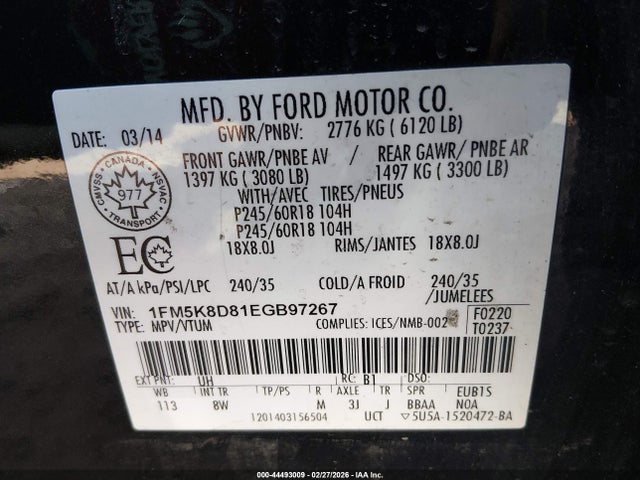 MFD. BY FORD MOTOR CO.
DATE: 03/14 GVWR/PNBV: 2776 KG ( 6120 LB)
FRONT GAWR/PNBE AV / REAR GAWR/ PNBE AR
1397 KG ( 3080 LB) 1497 KG ( 3300 LB)
WITH/AVEC TIRES/PNEUS
P245/60R18 104H
P245/60R18 104H
18X8.0J RIMS/JANTES 18X8.0J
CANADA
CMVSS NSVAC
977
TRANSPORT
EC
AT/A kPa/PSI/LPC 240/35 COLD/A FROID 240/35
/JUMELEES
VIN: 1FM5K8D81EGB97267 F0220
TYPE: MPV/VTUM COMPLIES: ICES/NMB-002 T0237
EXT PNT: UH RC: B1 DSO:
WB INT TR TP/PS R AXLE TR SPR EUB1S
113 8W M 3J J BBAA NOA
1201403156504 UCT 5U5A-1520472-BA
000-44493009 - 02/27/2026 - IAA Inc.